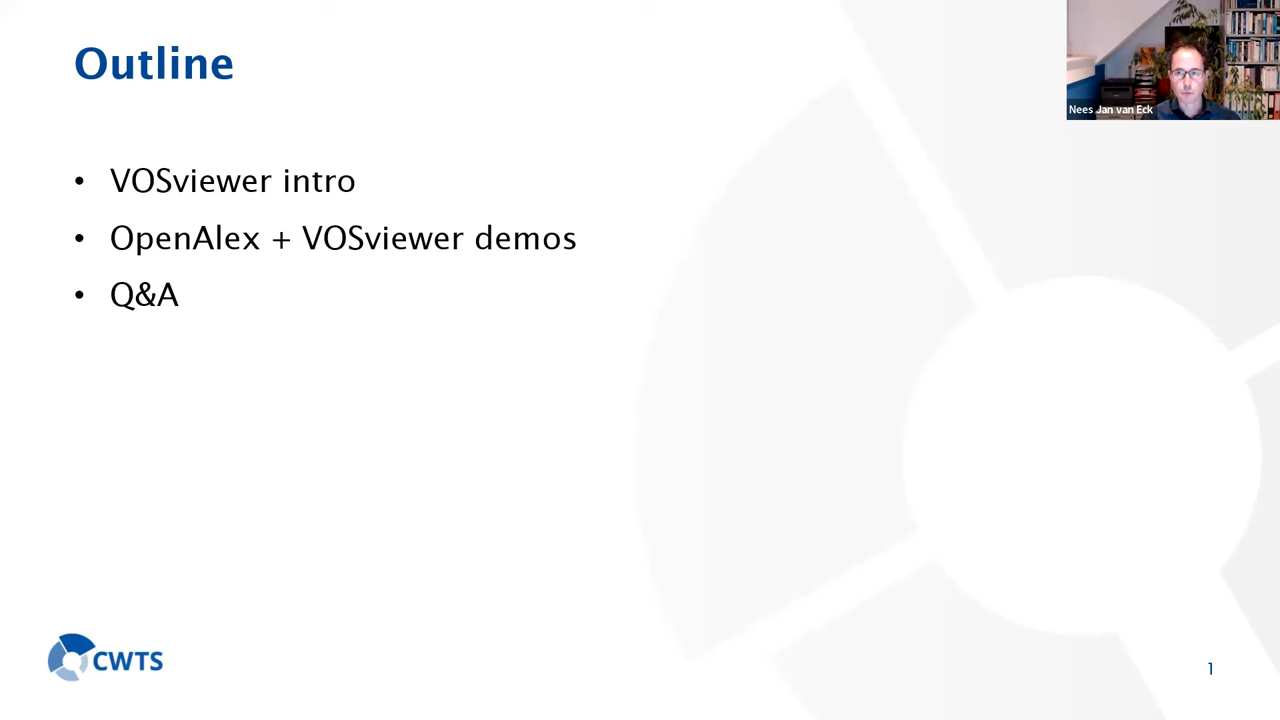 Outline
Nees Jan van Eck
• VOSviewer intro
• OpenAlex + VOSviewer demos
• Q&A
CWTS
1